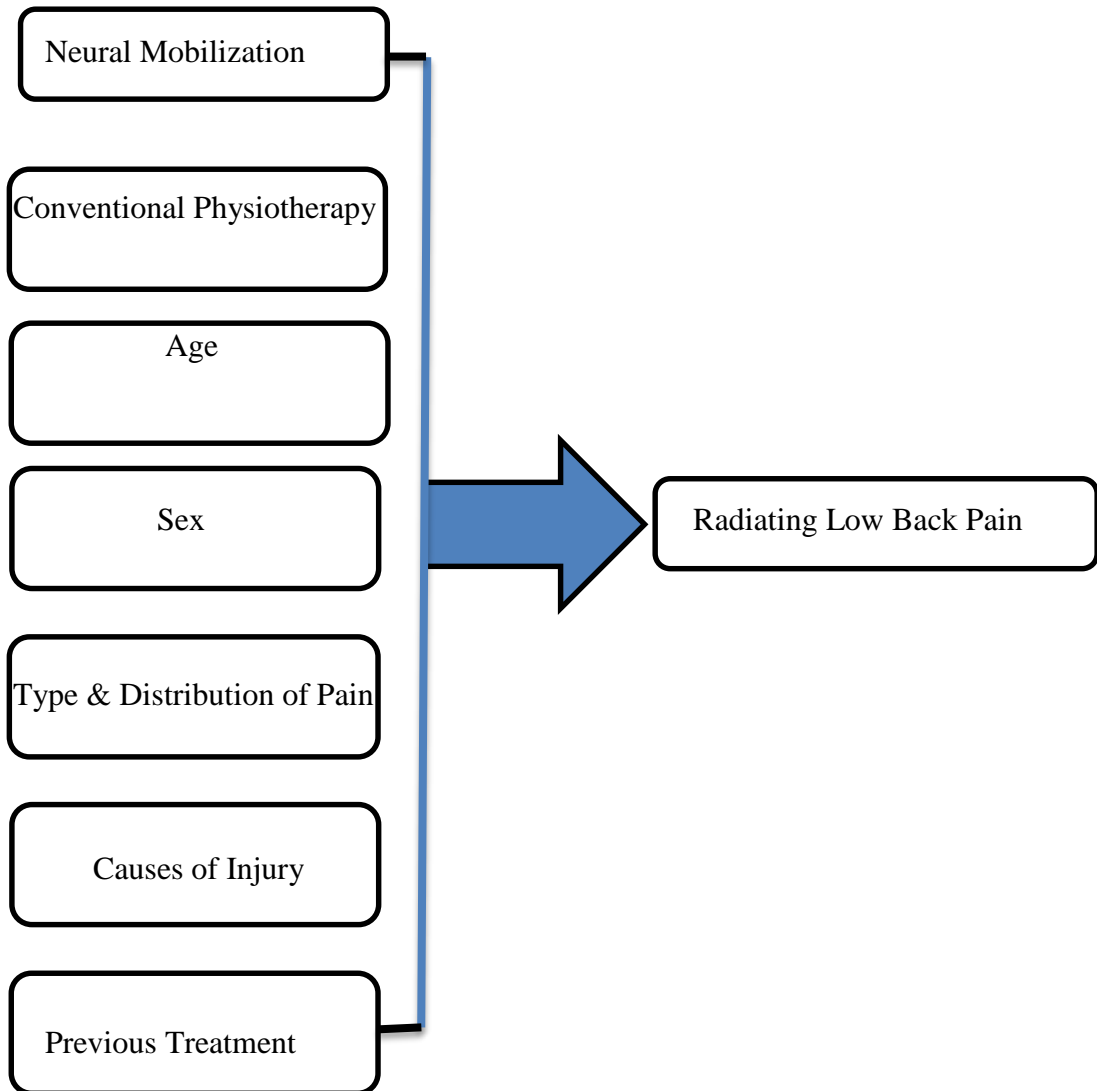 Neural Mobilization
Conventional Physiotherapy
Age
Sex
Radiating Low Back Pain
Type & Distribution of Pain
Causes of Injury
Previous Treatment